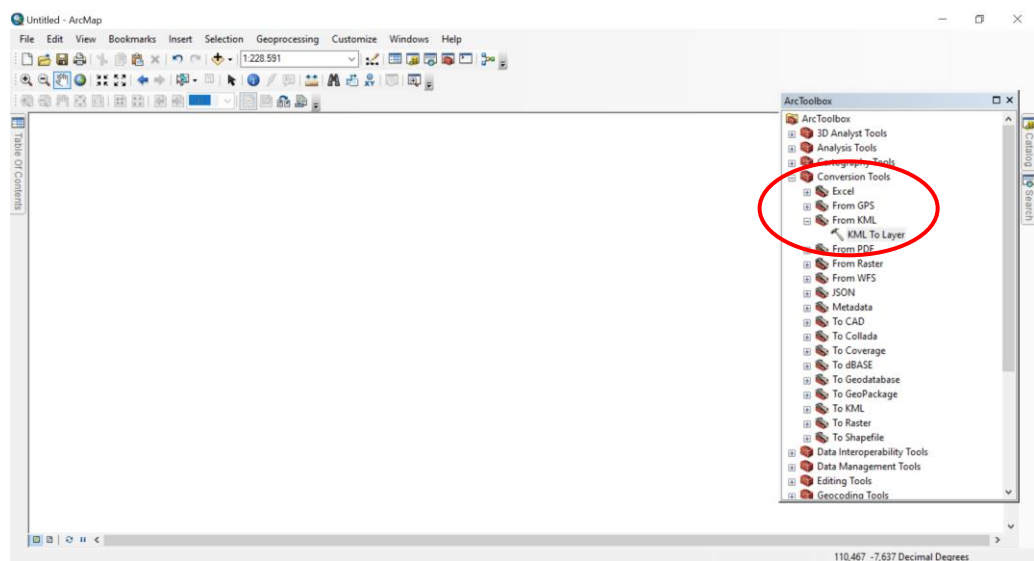 Untitled - ArcMap
File Edit View Bookmarks Insert Selection Geoprocessing Customize Windows Help
1:228.591
Table Of Contents
ArcToolbox
ArcToolbox
3D Analyst Tools
Analysis Tools
Cartography Tools
Conversion Tools
Excel
From GPS
From KML
KML To Layer
From PDF
From Raster
From WFS
JSON
Metadata
To CAD
To Collada
To Coverage
To dBASE
To Geodatabase
To GeoPackage
To KML
To Raster
To Shapefile
Data Interoperability Tools
Data Management Tools
Editing Tools
Geocoding Tools
Catalog
Search
110,467 -7,637 Decimal Degrees